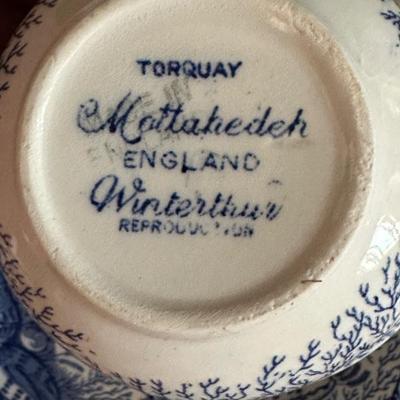 TORQUAY
Mottahedeh
ENGLAND
Winterthur
REPRODUCTION